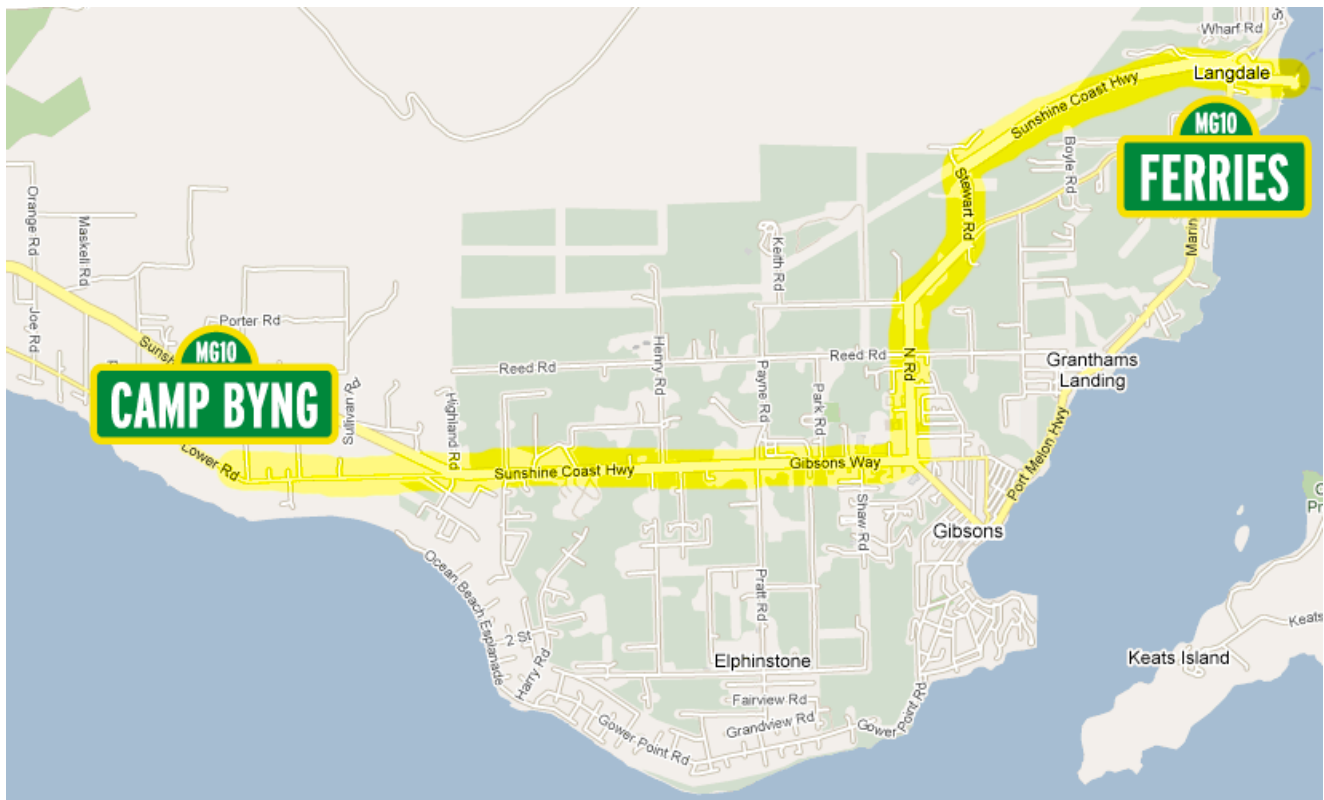 Wharf Rd
Langdale
Sunshine Coast Hwy
MG10
FERRIES
Boyle Rd
Stewart Rd
Orange Rd
Maskell Rd
Keith Rd
Marin
Joe Rd
Porter Rd
Suns
MG10
CAMP BYNG
Henry Rd
Reed Rd
Reed Rd
N Rd
Payne Rd
Park Rd
Granthams
Landing
Sullivan Rd
Highland Rd
Lower Rd
Sunshine Coast Hwy
Gibsons Way
Port Melon Hwy
Shaw Rd
Gibsons
Ocean Beach Esplanade
Pratt Rd
2 St
Harry Rd
Elphinstone
Keats Island
Keats
Fairview Rd
Grandview Rd
Gower Point Rd
Gower Point Rd